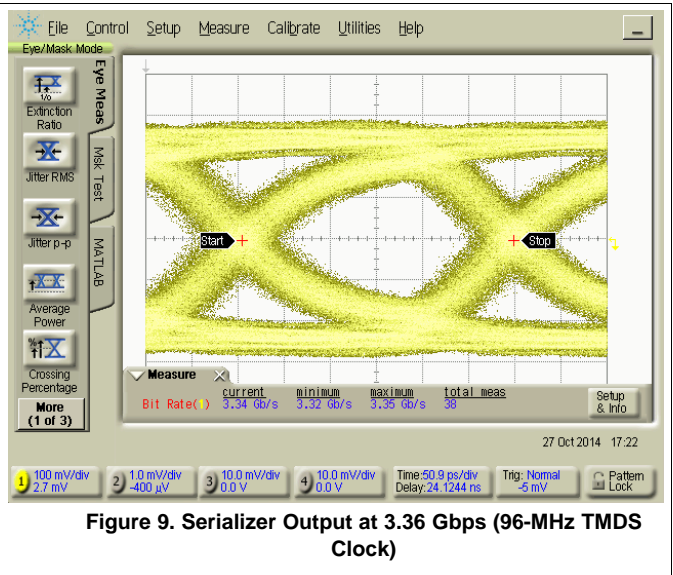 File Control Setup Measure Calibrate Utilities Help
Eye/Mask Mode
Extinction
Ratio
Jitter RMS
Jitter p-p
Average
Power
Crossing
Percentage
More
(1 of 3)
Eye Meas
Msk Test
MATLAB
Start
Stop
Measure
current minimum maximum total meas
Bit Rate(1) 3.34 Gb/s 3.32 Gb/s 3.35 Gb/s 38
Setup
& Info
27 Oct 2014 17:22
1 100 mV/div
2.7 mV
2 1.0 mV/div
-400 µV
3 10.0 mV/div
0.0 V
4 10.0 mV/div
0.0 V
Time:50.9 ps/div
Delay:24.1244 ns
Trig: Normal
-5 mV
Pattern
Lock
Figure 9. Serializer Output at 3.36 Gbps (96-MHz TMDS
Clock)